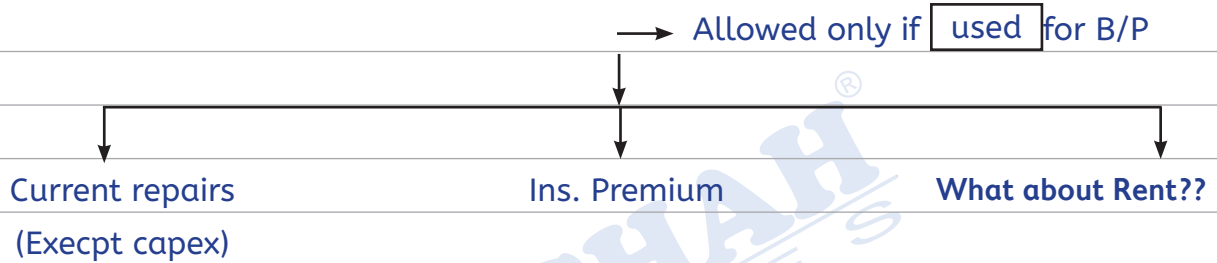 Allowed only if used for B/P
Current repairs Ins. Premium What about Rent??
(Execpt capex)
®